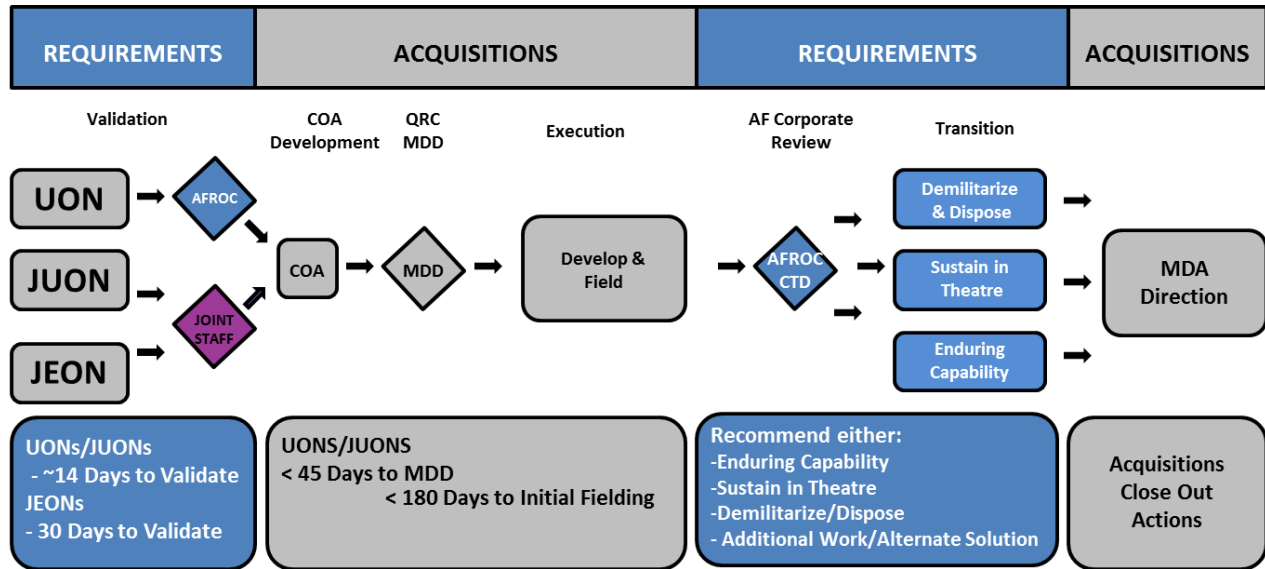 REQUIREMENTS
ACQUISITIONS
REQUIREMENTS
ACQUISITIONS
Validation
COA
Development
QRC
MDD
Execution
AF Corporate
Review
Transition
UON
JUON
JEON
AFROC
JOINT
STAFF
COA
MDD
Develop &
Field
AFROC
CTD
Demilitarize
& Dispose
Sustain in
Theatre
Enduring
Capability
MDA
Direction
UONs/JUONs
- ~14 Days to Validate
JEONs
- 30 Days to Validate
UONS/JUONS
< 45 Days to MDD
< 180 Days to Initial Fielding
Recommend either:
-Enduring Capability
-Sustain in Theatre
-Demilitarize/Dispose
- Additional Work/Alternate Solution
Acquisitions
Close Out
Actions